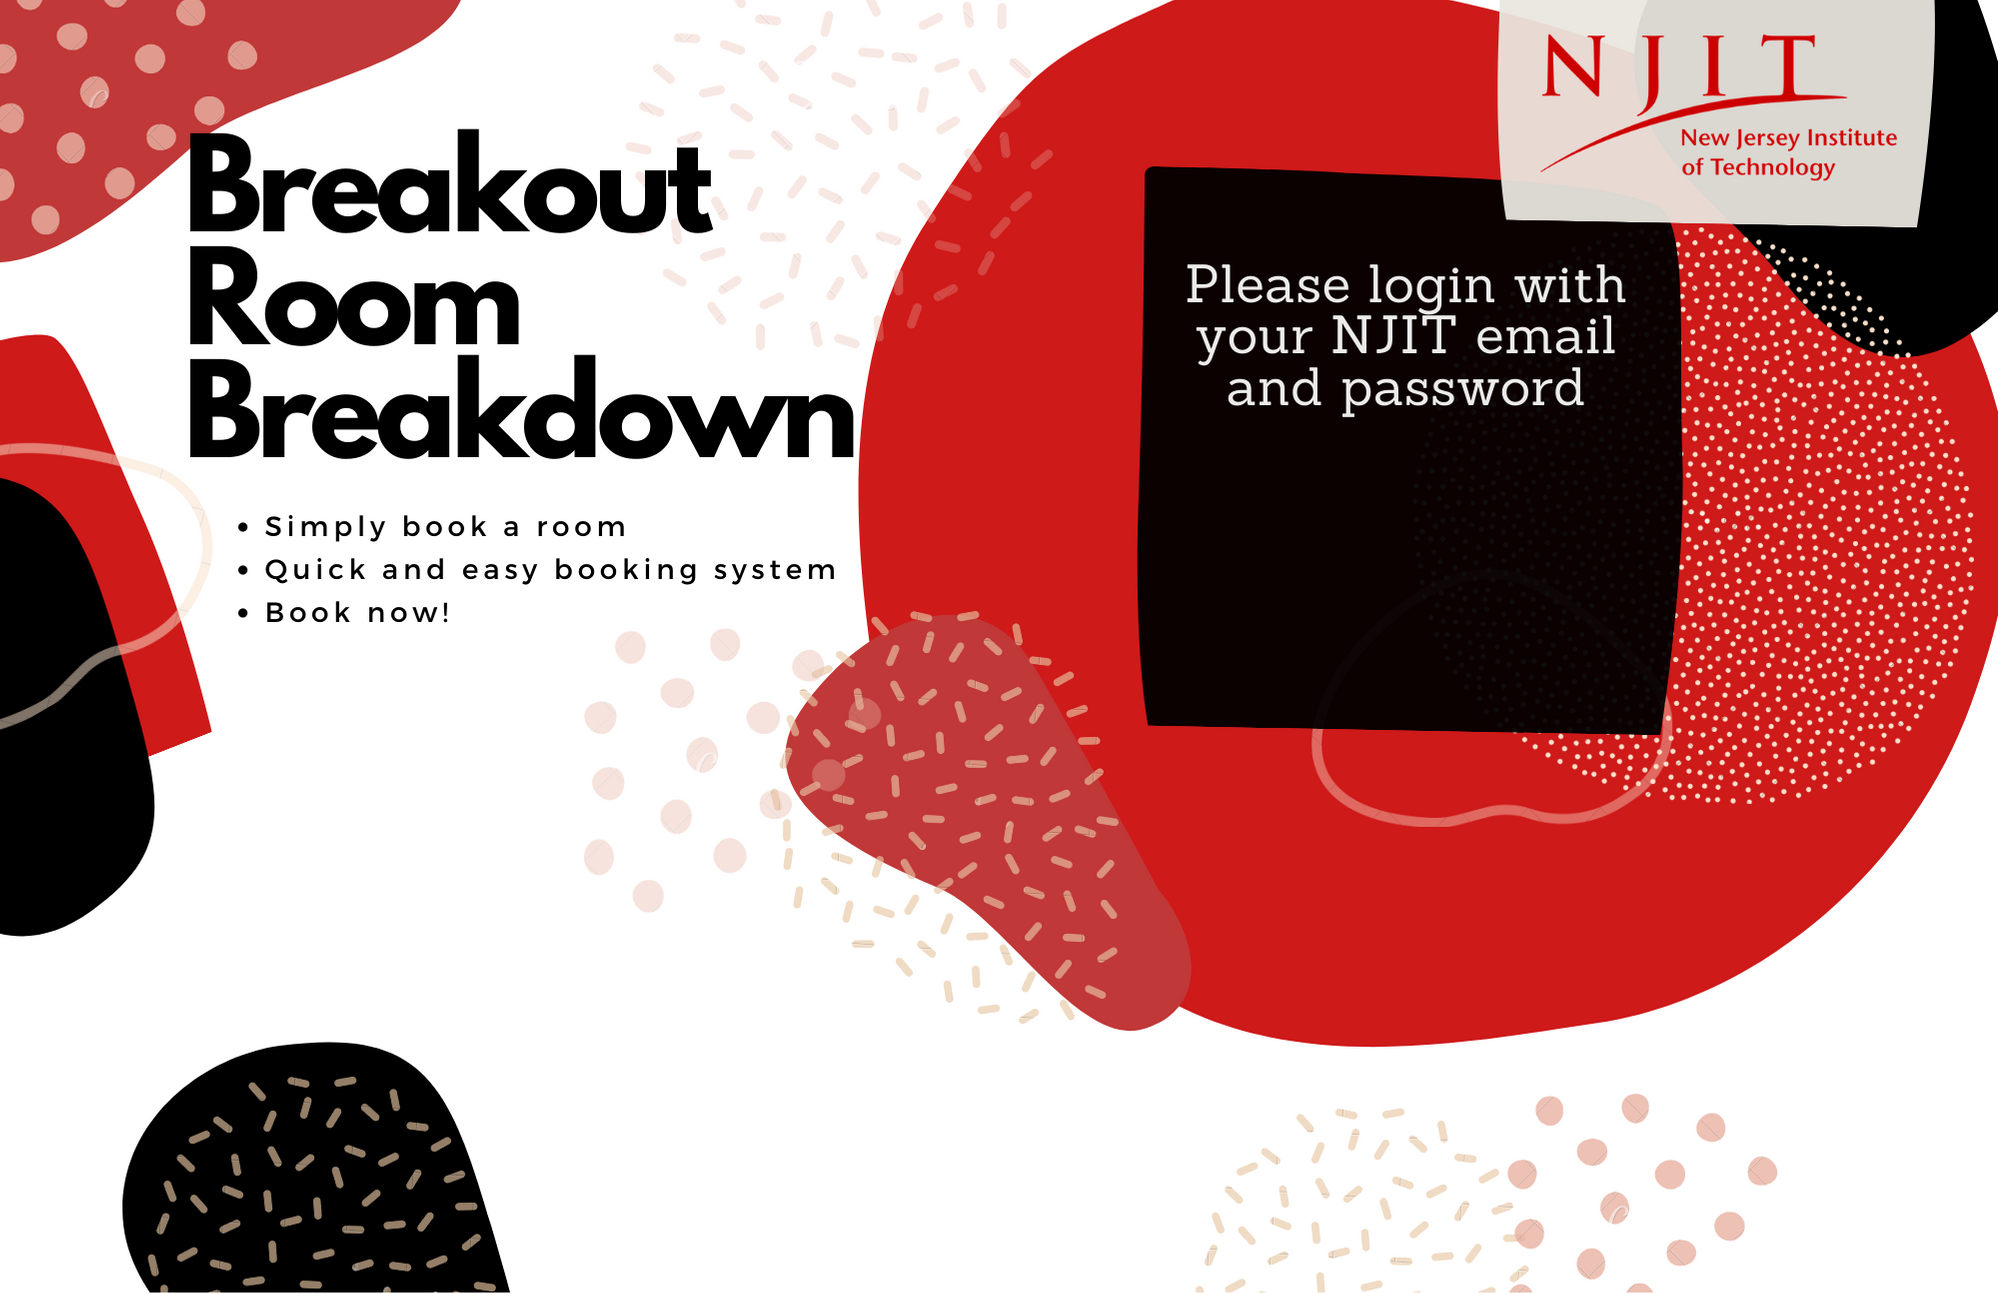 Breakout
Room
Breakdown
• Simply book a room
• Quick and easy booking system
• Book now!
Please login with
your NJIT email
and password
NJIT
New Jersey Institute
of Technology